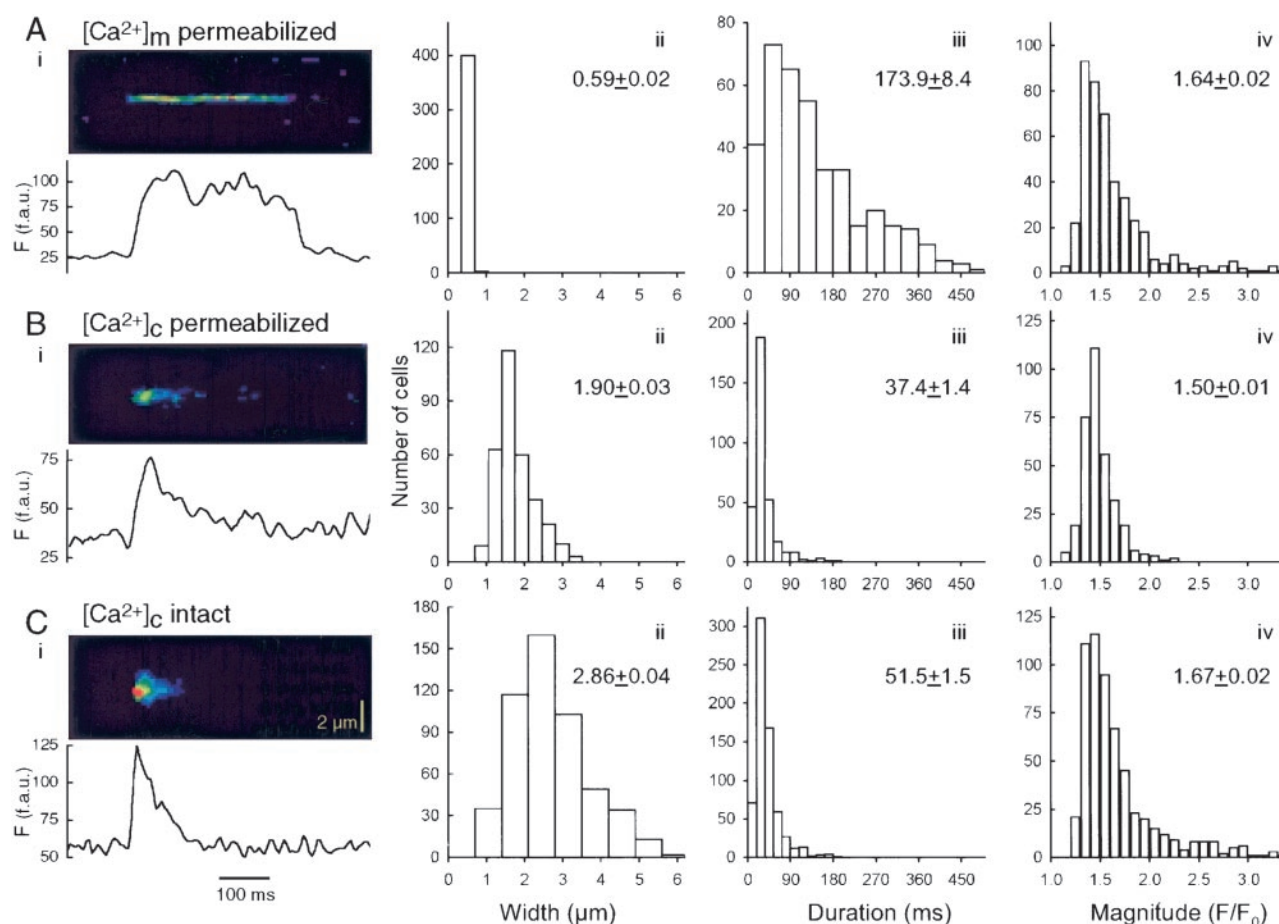 A [Ca2+]m permeabilized
i
F (f.a.u.)
100
75
50
25
ii
0.59±0.02
400
300
200
100
0
0 1 2 3 4 5 6
iii
173.9±8.4
80
60
40
20
0
0 90 180 270 360 450
iv
1.64±0.02
100
80
60
40
20
0
1.0 1.5 2.0 2.5 3.0
B [Ca2+]c permeabilized
i
F (f.a.u.)
75
50
25
Number of cells
ii
1.90±0.03
120
90
60
30
0
0 1 2 3 4 5 6
iii
37.4±1.4
200
150
100
50
0
0 90 180 270 360 450
iv
1.50±0.01
125
100
75
50
25
0
1.0 1.5 2.0 2.5 3.0
C [Ca2+]c intact
i
2 µm
F (f.a.u.)
125
100
75
50
100 ms
ii
2.86±0.04
180
150
120
90
60
30
0
0 1 2 3 4 5 6
Width (µm)
iii
51.5±1.5
300
250
200
150
100
50
0
0 90 180 270 360 450
Duration (ms)
iv
1.67±0.02
125
100
75
50
25
0
1.0 1.5 2.0 2.5 3.0
Magnitude (F/F0)